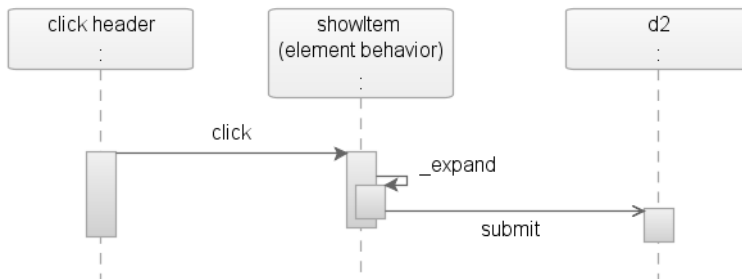 click header
:
showItem
(element behavior)
:
d2
:
click
_expand
submit